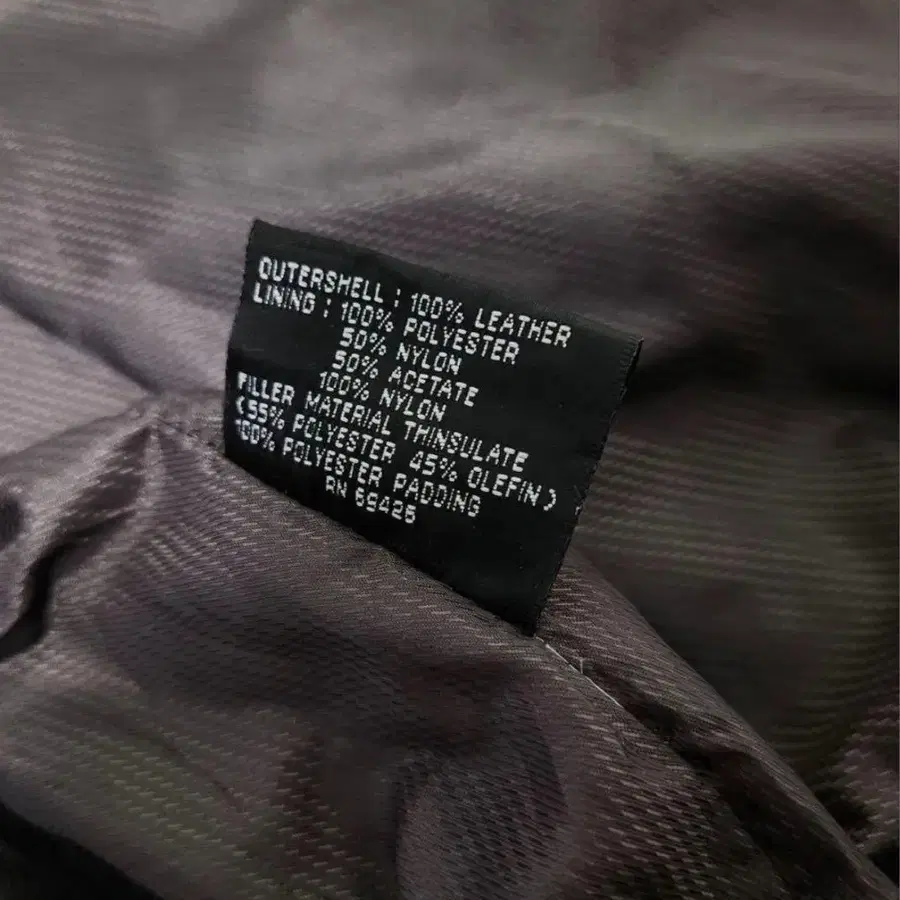 OUTERSHELL : 100% LEATHER
LINING : 100% POLYESTER
50% NYLON
50% ACETATE
100% NYLON
FILLER MATERIAL THINSULATE
(55% POLYESTER 45% OLEFIN)
100% POLYESTER PADDING
RN 69426